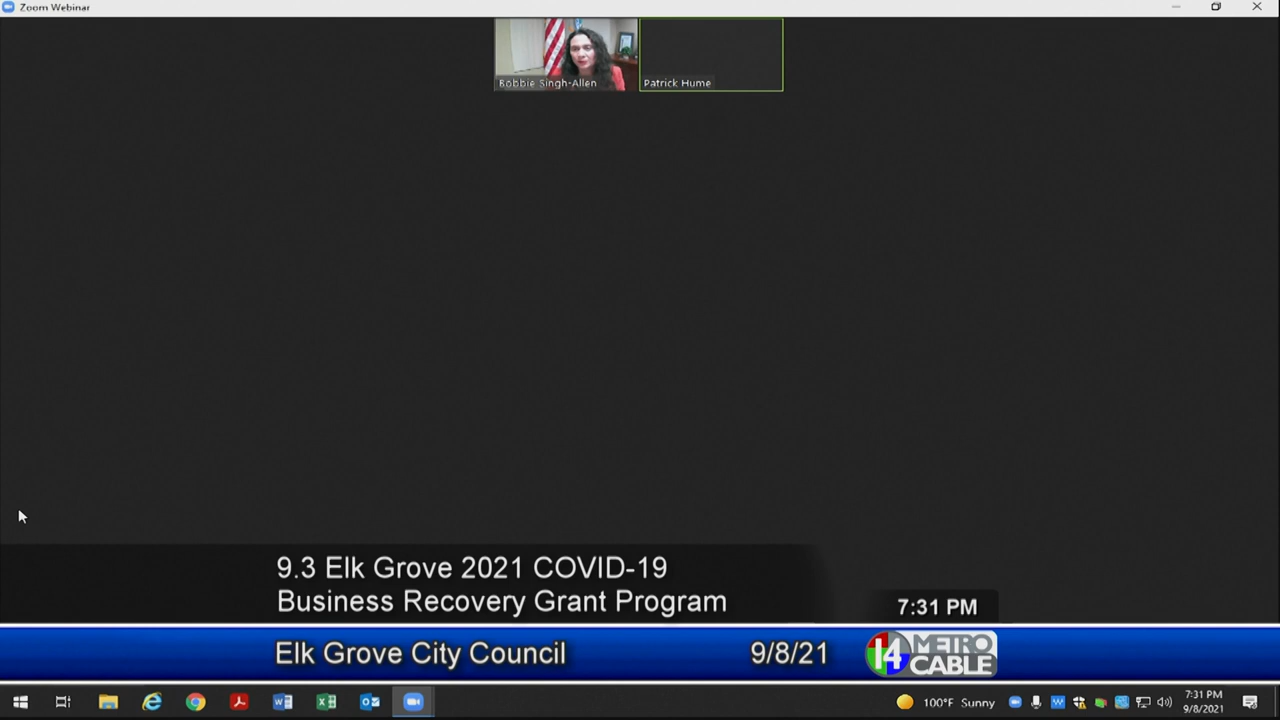 Zoom Webinar
Bobbie Singh-Allen
Patrick Hume
9.3 Elk Grove 2021 COVID-19
Business Recovery Grant Program
7:31 PM
Elk Grove City Council
9/8/21
14 METRO
CABLE
100°F Sunny
7:31 PM
9/8/2021